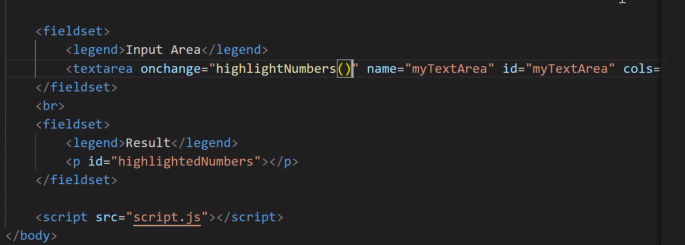 <fieldset>
<legend>Input Area</legend>
<textarea onchange="highlightNumbers()" name="myTextArea" id="myTextArea" cols=
</fieldset>
<br>
<fieldset>
<legend>Result</legend>
<p id="highlightedNumbers"></p>
</fieldset>
<script src="script.js"></script>
</body>